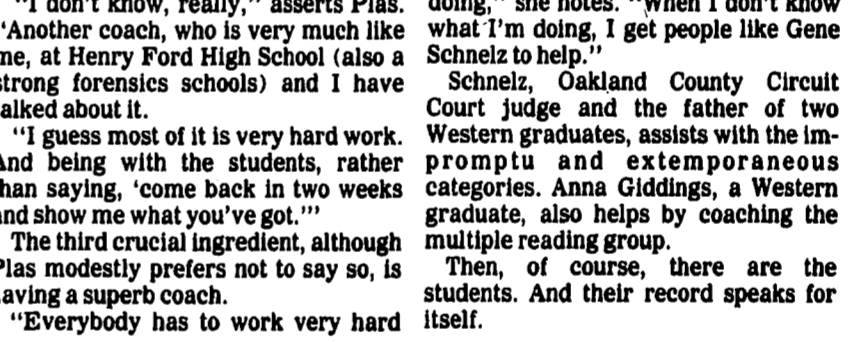 "I don't know, really," asserts Plas.
'Another coach, who is very much like
me, at Henry Ford High School (also a
strong forensics schools) and I have
alked about it.
"I guess most of it is very hard work.
And being with the students, rather
han saying, 'come back in two weeks
and show me what you've got.'"
The third crucial ingredient, although
Plas modestly prefers not to say so, is
aving a superb coach.
"Everybody has to work very hard
doing," she notes. "When I don't know
what I'm doing, I get people like Gene
Schnelz to help."
Schnelz, Oakland County Circuit
Court judge and the father of two
Western graduates, assists with the im-
promptu and extemporaneous
categories. Anna Giddings, a Western
graduate, also helps by coaching the
multiple reading group.
Then, of course, there are the
students. And their record speaks for
itself.